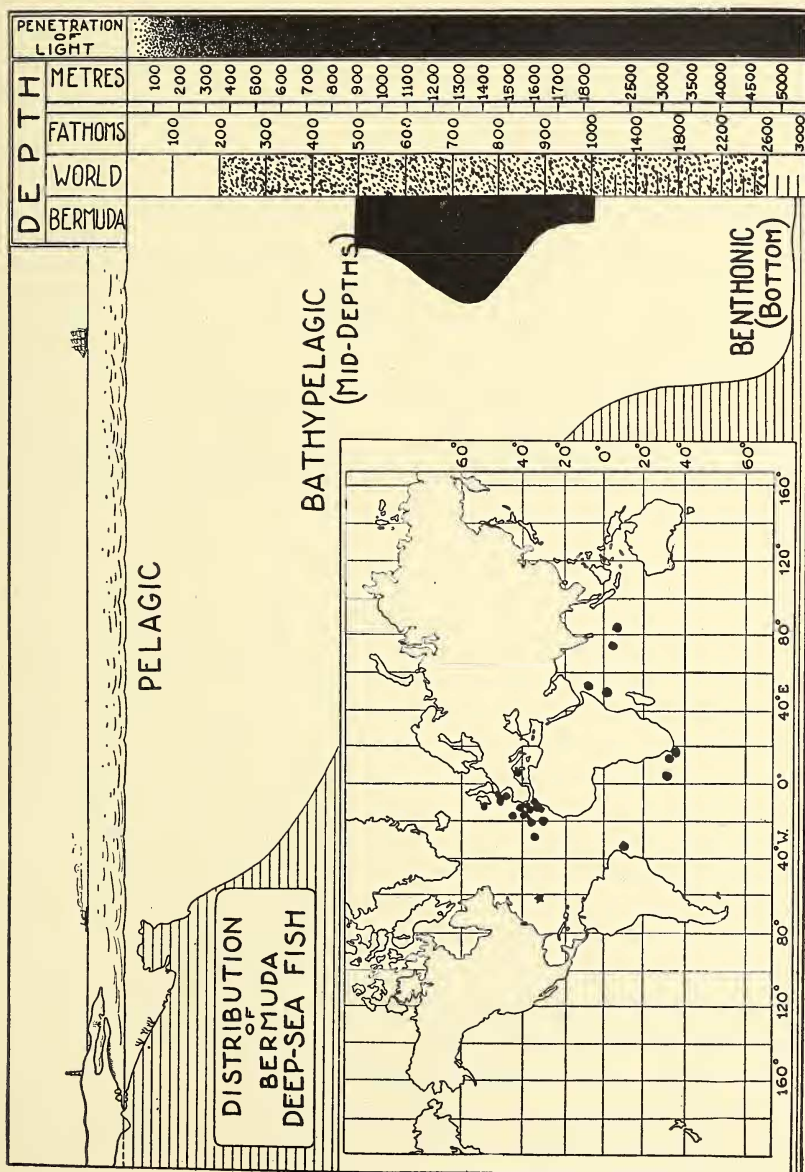 PENETRATION
OF
LIGHT
DEPTH
METRES
100 200 300 400 500 600 700 800 900 1000 1100 1200 1300 1400 1500 1600 1700 1800 2500 3000 3500 4000 4500 5000
FATHOMS
100 200 300 400 500 600 700 800 900 1000 1400 1600 1800 2200 2600 3000
WORLD
BERMUDA
PELAGIC
BATHYPELAGIC
(MID-DEPTHS)
BENTHONIC
(BOTTOM)
DISTRIBUTION
OF
BERMUDA
DEEP-SEA FISH
60° 40° 20° 0° 20° 40° 60°
160° 120° 80° 40°W 0° 40°E 80° 120° 160°